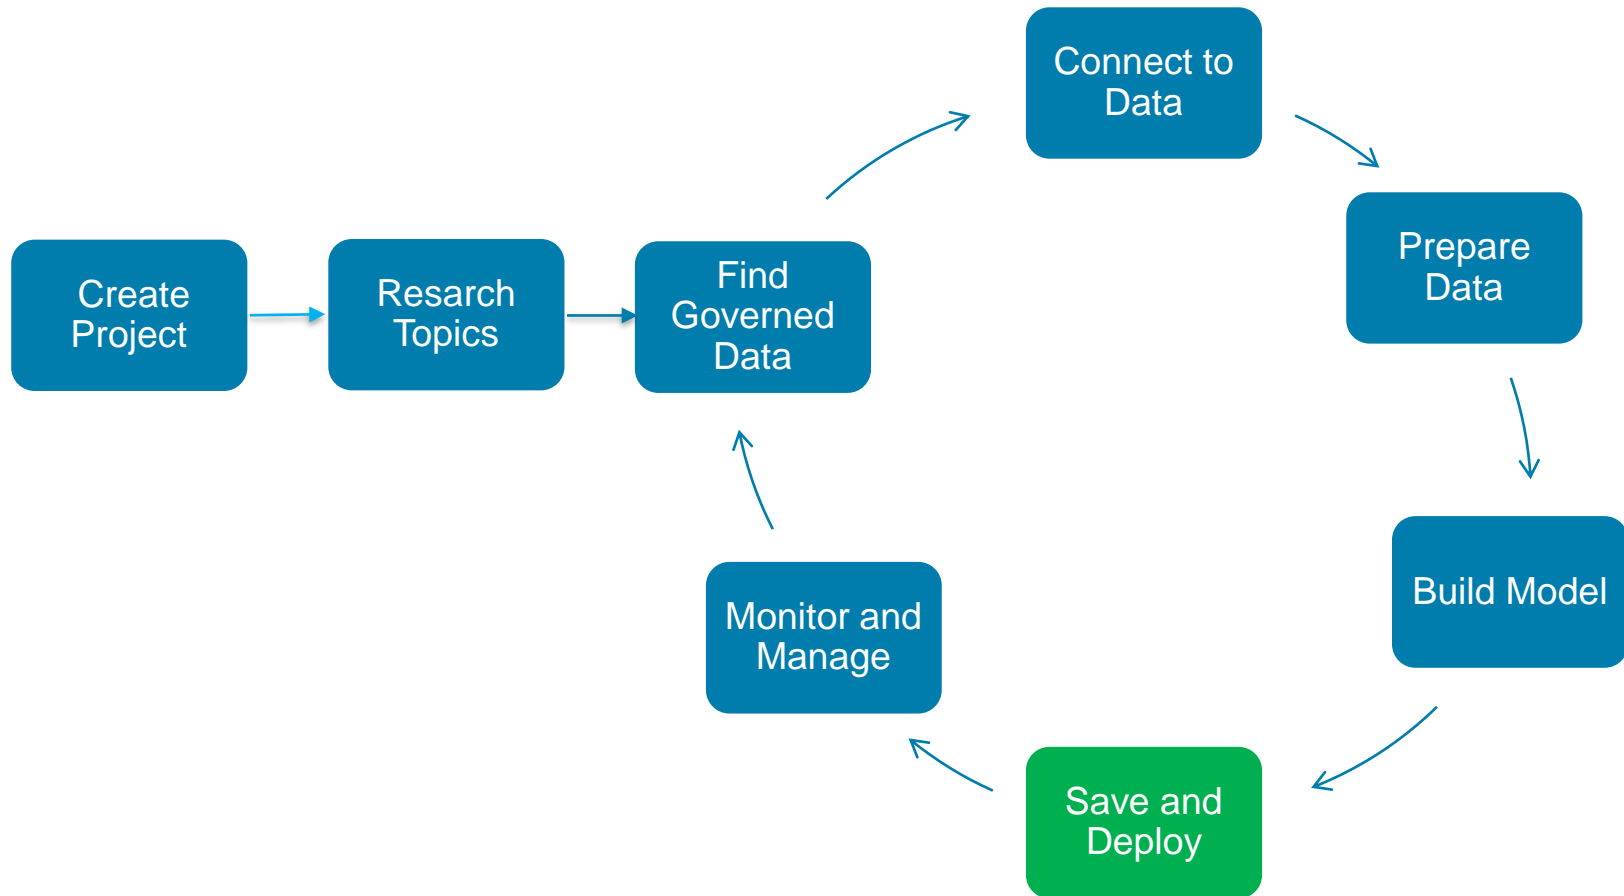 Create
Project
Resarch
Topics
Find
Governed
Data
Connect to
Data
Prepare
Data
Build Model
Save and
Deploy
Monitor and
Manage